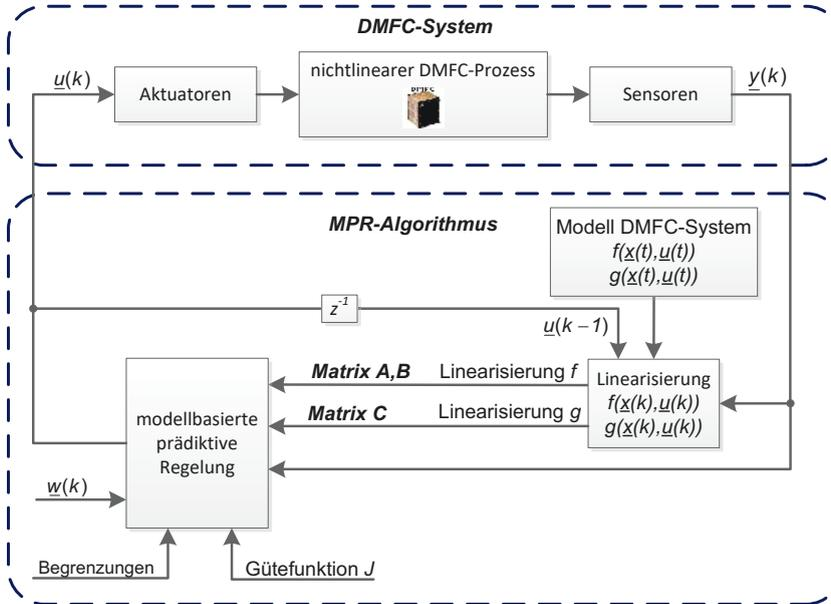 DMFC-System
u(k)
Aktuatoren
nichtlinearer DMFC-Prozess
DMFC
Sensoren
y(k)
MPR-Algorithmus
Modell DMFC-System
f(x(t),u(t))
g(x(t),u(t))
z-1
u(k−1)
Matrix A,B Linearisierung f
Matrix C Linearisierung g
Linearisierung
f(x(k),u(k))
g(x(k),u(k))
modellbasierte
prädiktive
Regelung
w(k)
Begrenzungen
Gütefunktion J